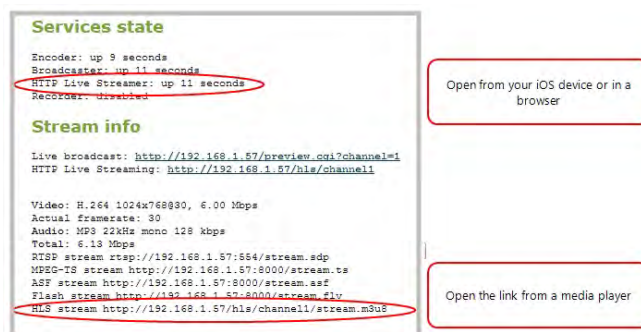 Services state
Encoder: up 9 seconds
Broadcaster: up 11 seconds
HTTP Live Streamer: up 11 seconds
Recorder: disabled
Stream info
Live broadcast: http://192.168.1.57/preview.cgi?channel=1
HTTP Live Streaming: http://192.168.1.57/hls/channel1
Video: H.264 1024x768@30, 6.00 Mbps
Actual framerate: 30
Audio: MP3 22kHz mono 128 kbps
Total: 6.13 Mbps
RTSP stream rtsp://192.168.1.57:554/stream.sdp
MPEG-TS stream http://192.168.1.57:8000/stream.ts
ASF stream http://192.168.1.57:8000/stream.asf
Flash stream http://192.168.1.57:8000/stream.flv
HLS stream http://192.168.1.57/hls/channel1/stream.m3u8
Open from your iOS device or in a
browser
Open the link from a media player